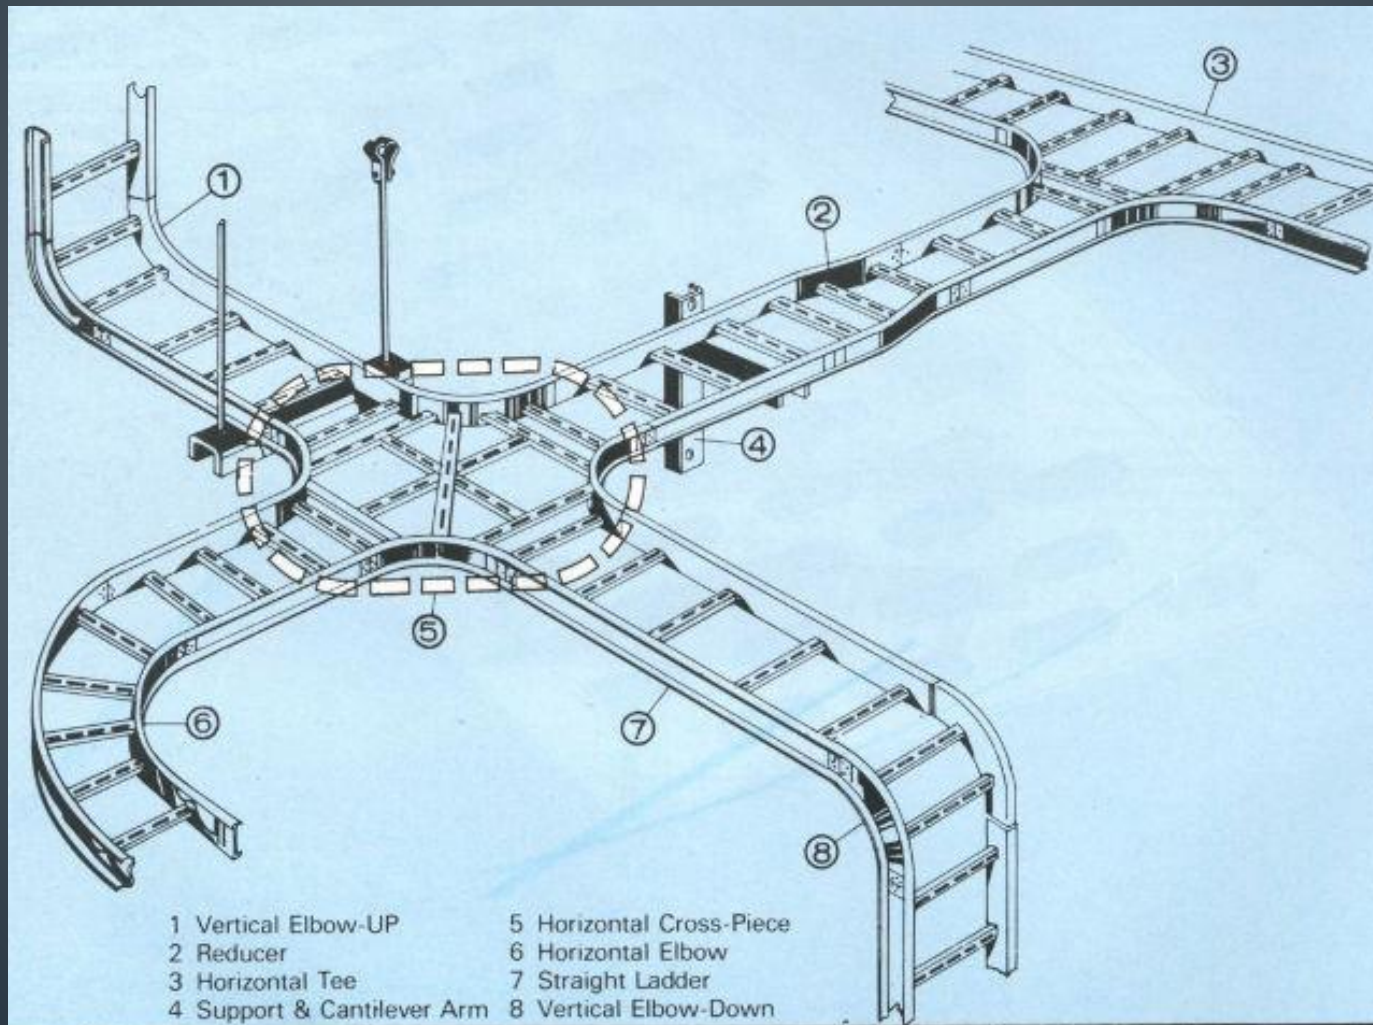 3
1
2
4
5
6
7
8
1 Vertical Elbow-UP
2 Reducer
3 Horizontal Tee
4 Support & Cantilever Arm
5 Horizontal Cross-Piece
6 Horizontal Elbow
7 Straight Ladder
8 Vertical Elbow-Down